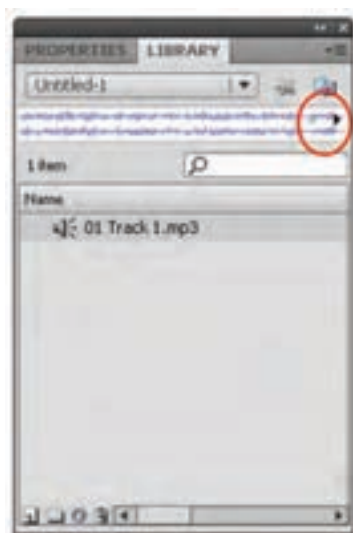 PROPERTIES LIBRARY
Untitled-1
1 item
Name
01 Track 1.mp3